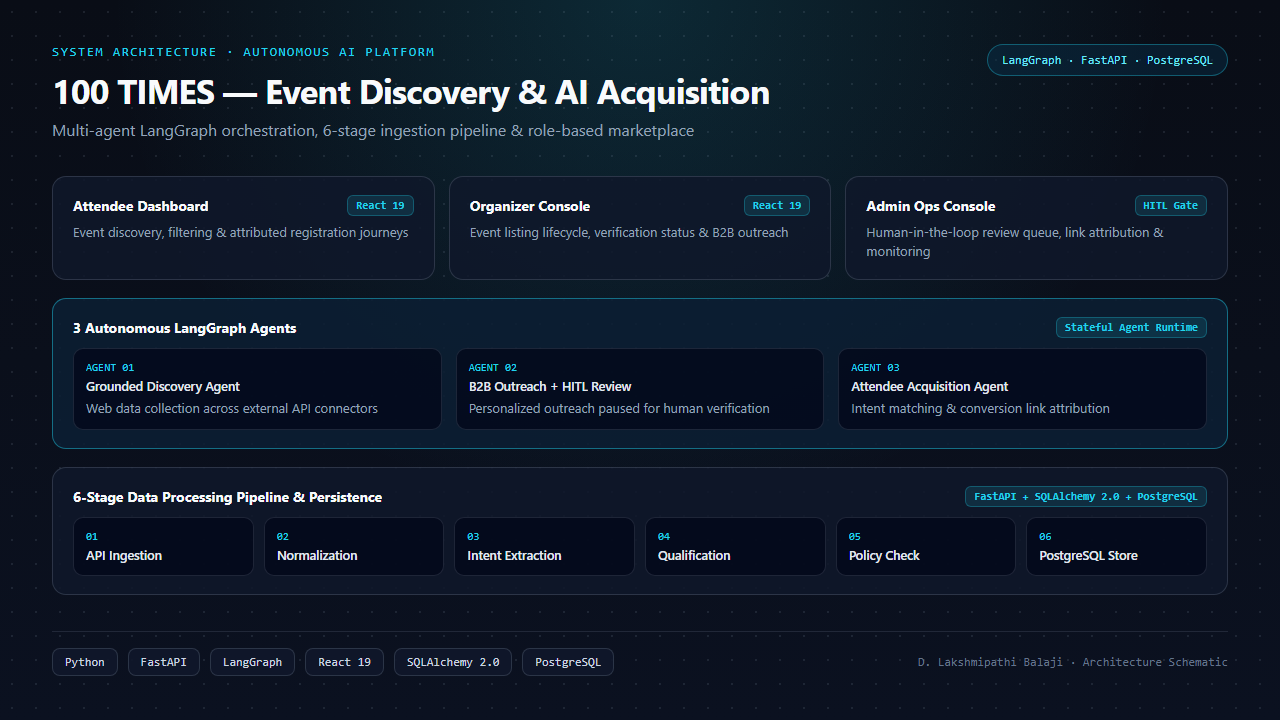 SYSTEM ARCHITECTURE · AUTONOMOUS AI PLATFORM
LangGraph · FastAPI · PostgreSQL
100 TIMES — Event Discovery & AI Acquisition
Multi-agent LangGraph orchestration, 6-stage ingestion pipeline & role-based marketplace
Attendee Dashboard
React 19
Event discovery, filtering & attributed registration journeys
Organizer Console
React 19
Event listing lifecycle, verification status & B2B outreach
Admin Ops Console
HITL Gate
Human-in-the-loop review queue, link attribution &
monitoring
3 Autonomous LangGraph Agents
Stateful Agent Runtime
AGENT 01
Grounded Discovery Agent
Web data collection across external API connectors
AGENT 02
B2B Outreach + HITL Review
Personalized outreach paused for human verification
AGENT 03
Attendee Acquisition Agent
Intent matching & conversion link attribution
6-Stage Data Processing Pipeline & Persistence
FastAPI + SQLAlchemy 2.0 + PostgreSQL
01
API Ingestion
02
Normalization
03
Intent Extraction
04
Qualification
05
Policy Check
06
PostgreSQL Store
Python
FastAPI
LangGraph
React 19
SQLAlchemy 2.0
PostgreSQL
D. Lakshmipathi Balaji · Architecture Schematic